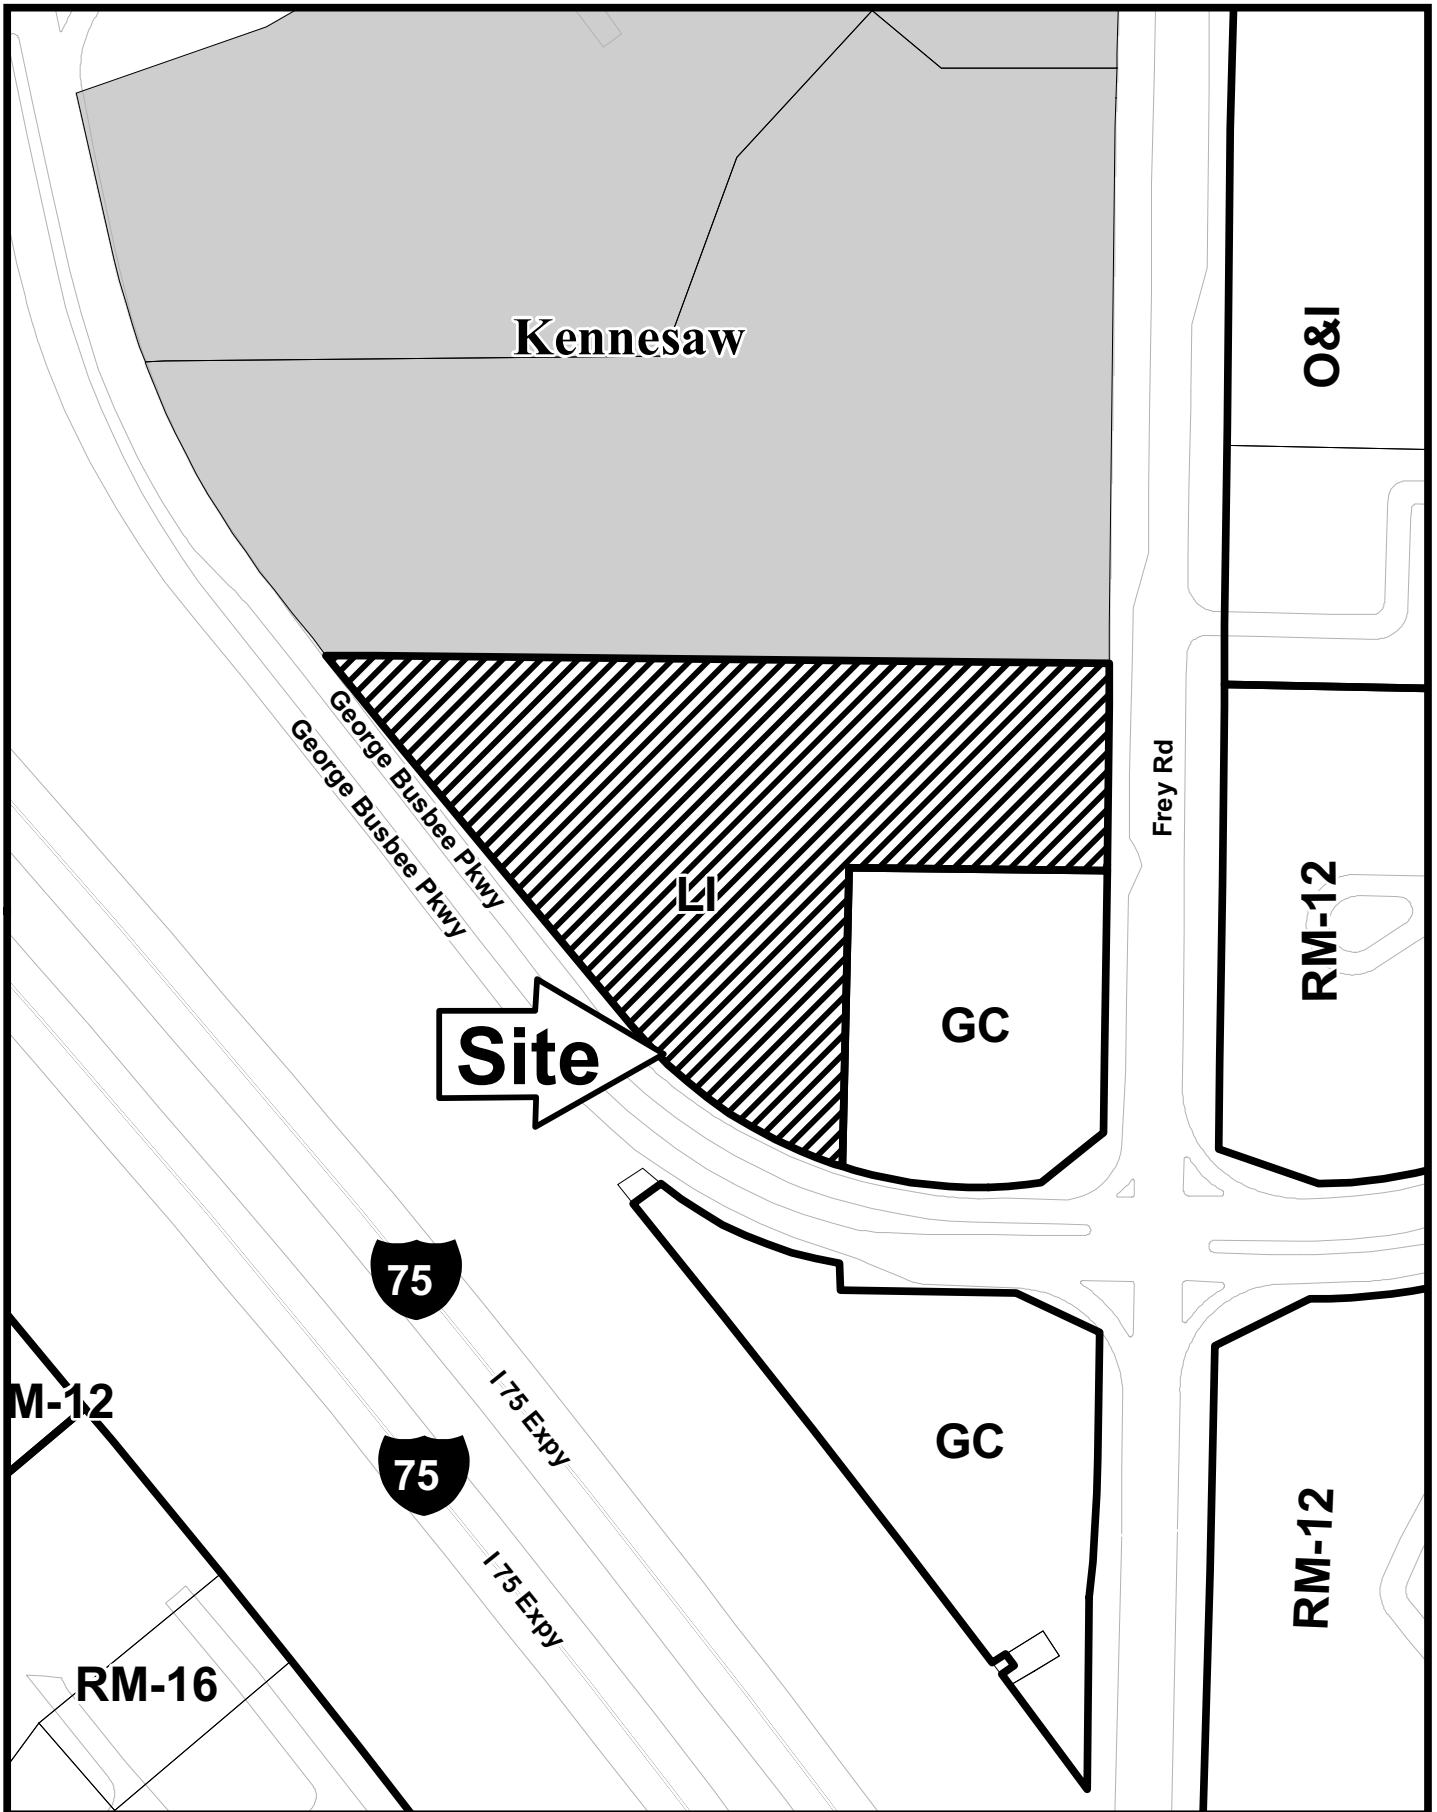 Kennesaw
O&I
George Busbee Pkwy
George Busbee Pkwy
Frey Rd
LI
RM-12
GC
Site
75
I 75 Expy
M-12
GC
75
RM-12
I 75 Expy
RM-16